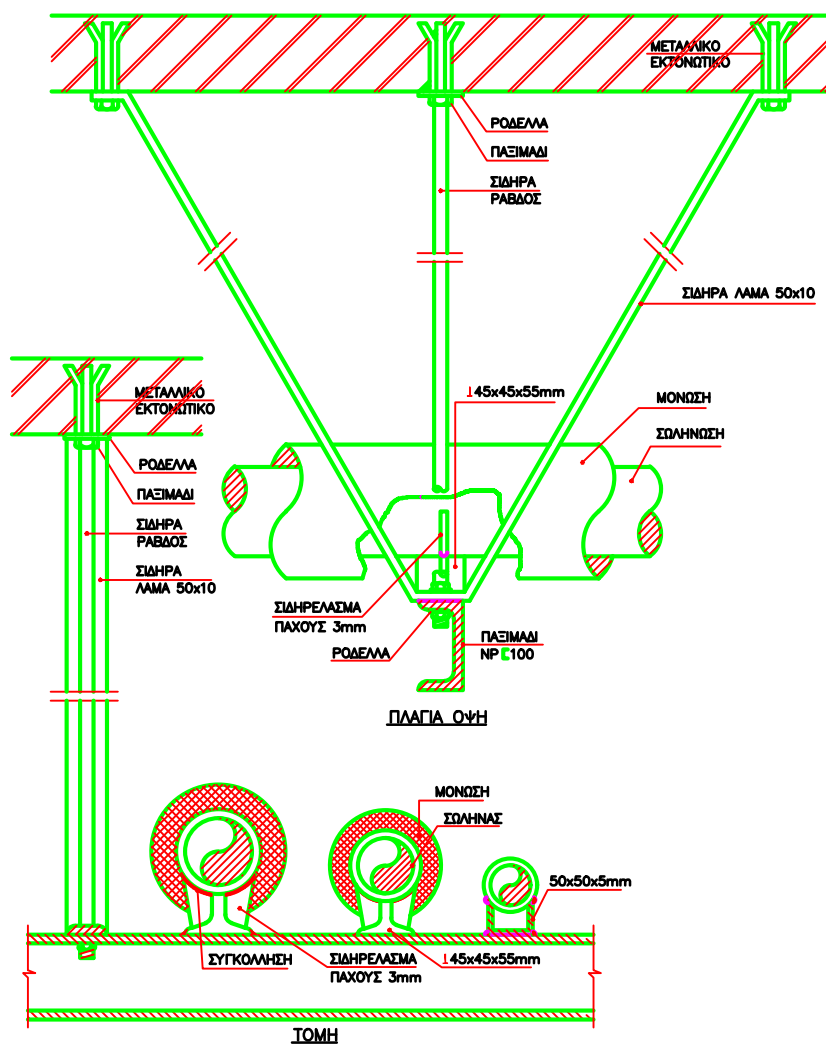 ΜΕΤΑΛΛΙΚΟ
ΕΚΤΟΝΩΤΙΚΟ
ΡΟΔΕΛΛΑ
ΠΑΞΙΜΑΔΙ
ΣΙΔΗΡΑ
ΡΑΒΔΟΣ
ΣΙΔΗΡΑ ΛΑΜΑ 50x10
ΜΕΤΑΛΛΙΚΟ
ΕΚΤΟΝΩΤΙΚΟ
⊥45x45x55mm
ΜΟΝΩΣΗ
ΣΩΛΗΝΩΣΗ
ΡΟΔΕΛΛΑ
ΠΑΞΙΜΑΔΙ
ΣΙΔΗΡΑ
ΡΑΒΔΟΣ
ΣΙΔΗΡΑ
ΛΑΜΑ 50x10
ΣΙΔΗΡΕΛΑΣΜΑ
ΠΑΧΟΥΣ 3mm
ΡΟΔΕΛΛΑ
ΠΑΞΙΜΑΔΙ
NP [100
ΠΛΑΓΙΑ ΟΨΗ
ΜΟΝΩΣΗ
ΣΩΛΗΝΑΣ
50x50x5mm
ΣΥΓΚΟΛΛΗΣΗ
ΣΙΔΗΡΕΛΑΣΜΑ
ΠΑΧΟΥΣ 3mm
⊥45x45x55mm
ΤΟΜΗ